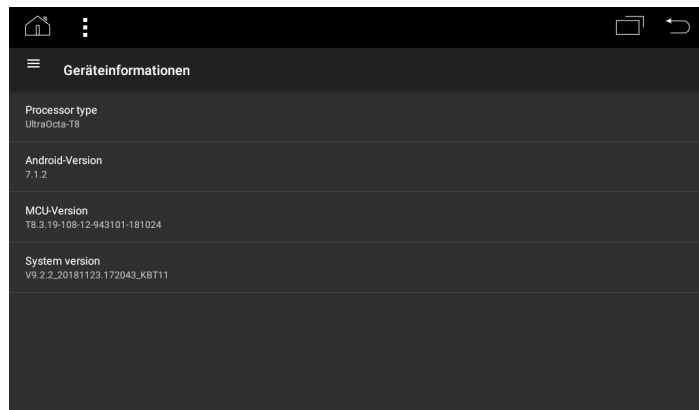 Geräteinformationen
Processor type
UltraOcta-T8
Android-Version
7.1.2
MCU-Version
T8.3.19-108-12-943101-181024
System version
V9.2.2_20181123.172043_KBT11